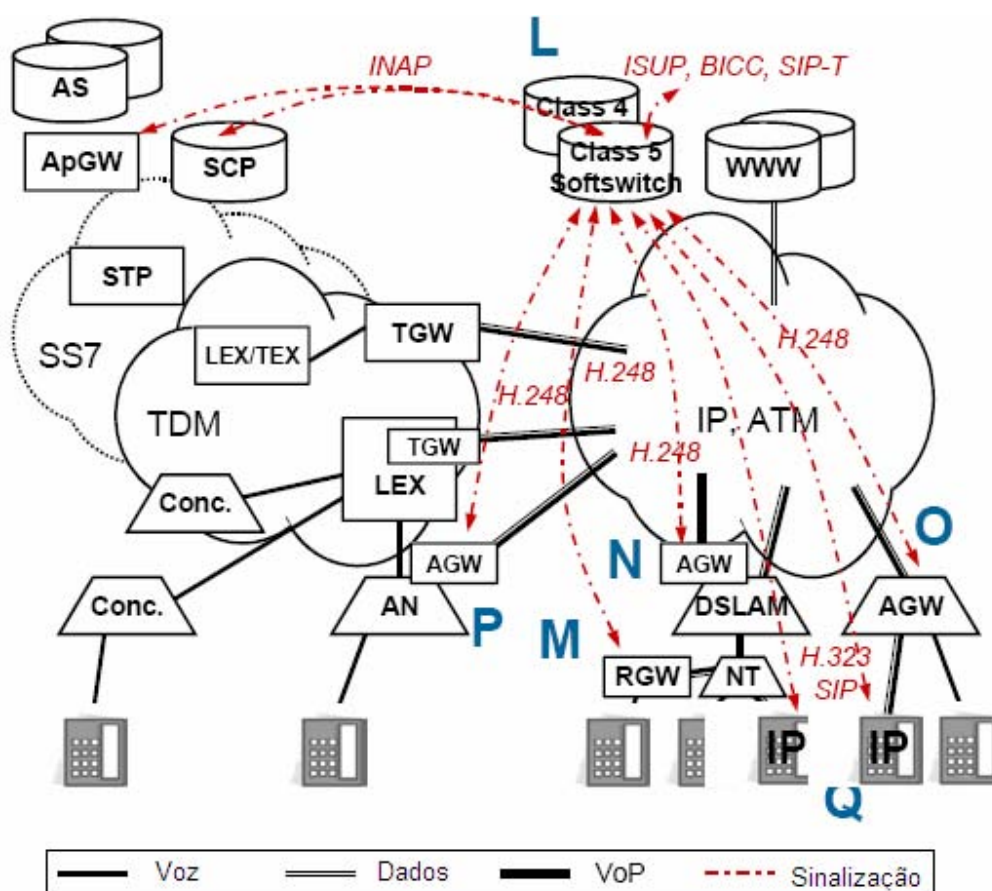 L
INAP
ISUP, BICC, SIP-T
AS
Class 4
ApGW
SCP
Class 5
Softswitch
WWW
STP
TGW
LEX/TEX
SS7
H.248
H.248
H.248
TDM
IP, ATM
TGW
H.248
LEX
Conc.
O
N
AGW
AGW
Conc.
AN
DSLAM
AGW
P
M
H.323
RGW
NT
SIP
IP
IP
Q
Voz
Dados
VoP
Sinalização